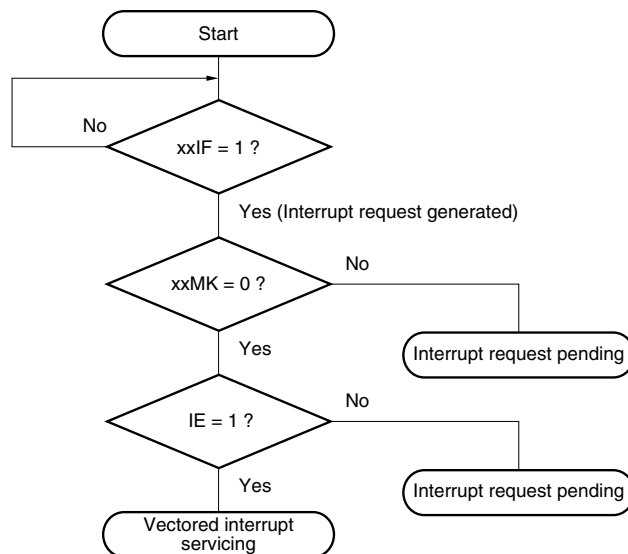 Start
No
xxIF = 1 ?
Yes (Interrupt request generated)
No
xxMK = 0 ?
Interrupt request pending
Yes
No
IE = 1 ?
Yes
Interrupt request pending
Vectored interrupt
servicing